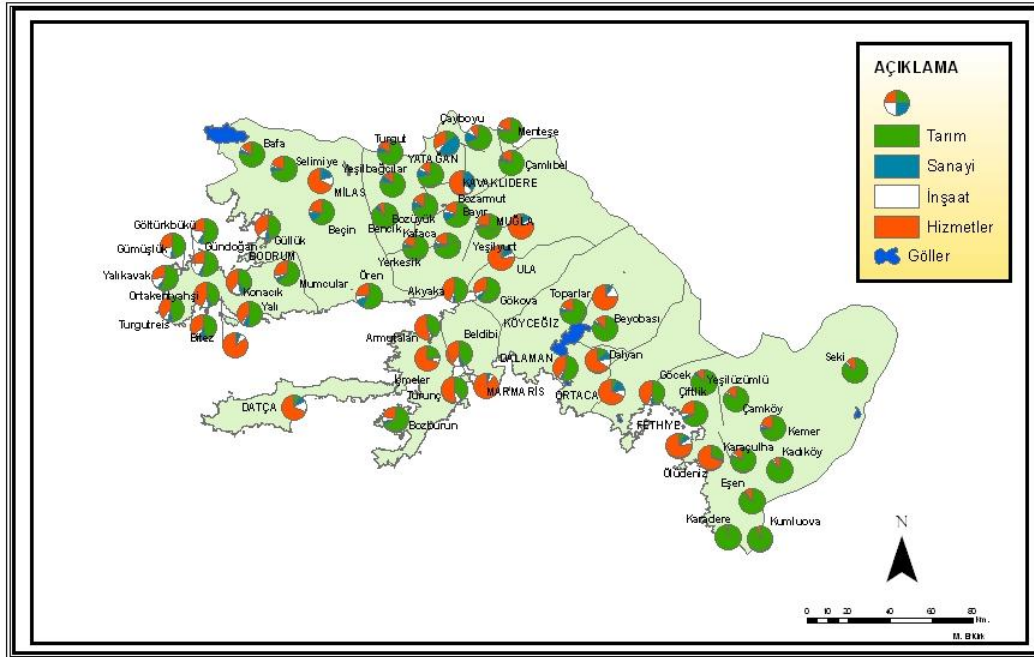 AÇIKLAMA
Tarım
Sanayi
İnşaat
Hizmetler
Göller
Çayboyu
Menteşe
Turgut
Bafa
Selimiye
YATAĞAN
Yeşilbağcılar
Çamlıbel
MİLAS
KAVAKLIDERE
Bozarmut
Beçin
Bencik
Bozüyük
Bayır
MUĞLA
Kafaca
Göltürkbükü
Güllük
Gümüşlük
Gündoğan
BODRUM
Yerkesik
Yeşilyurt
ULA
Yalıkavak
Mumcular
Ören
Akyaka
Gökova
Toparlar
Ortakentyahşi
Konacık
Yalı
Turgutreis
Bitez
KÖYCEĞİZ
Beyobası
Armutalan
Beldibi
DALAMAN
Dalyan
Seki
İçmeler
Göcek
Yeşilüzümlü
Turunç
MARMARİS
ORTACA
Çiftlik
Çamköy
DATÇA
Bozburun
FETHİYE
Kemer
Karaçulha
Kadıköy
Ölüdeniz
Eşen
Karadere
Kumluova
N
0 10 20 40 60 80
Km.